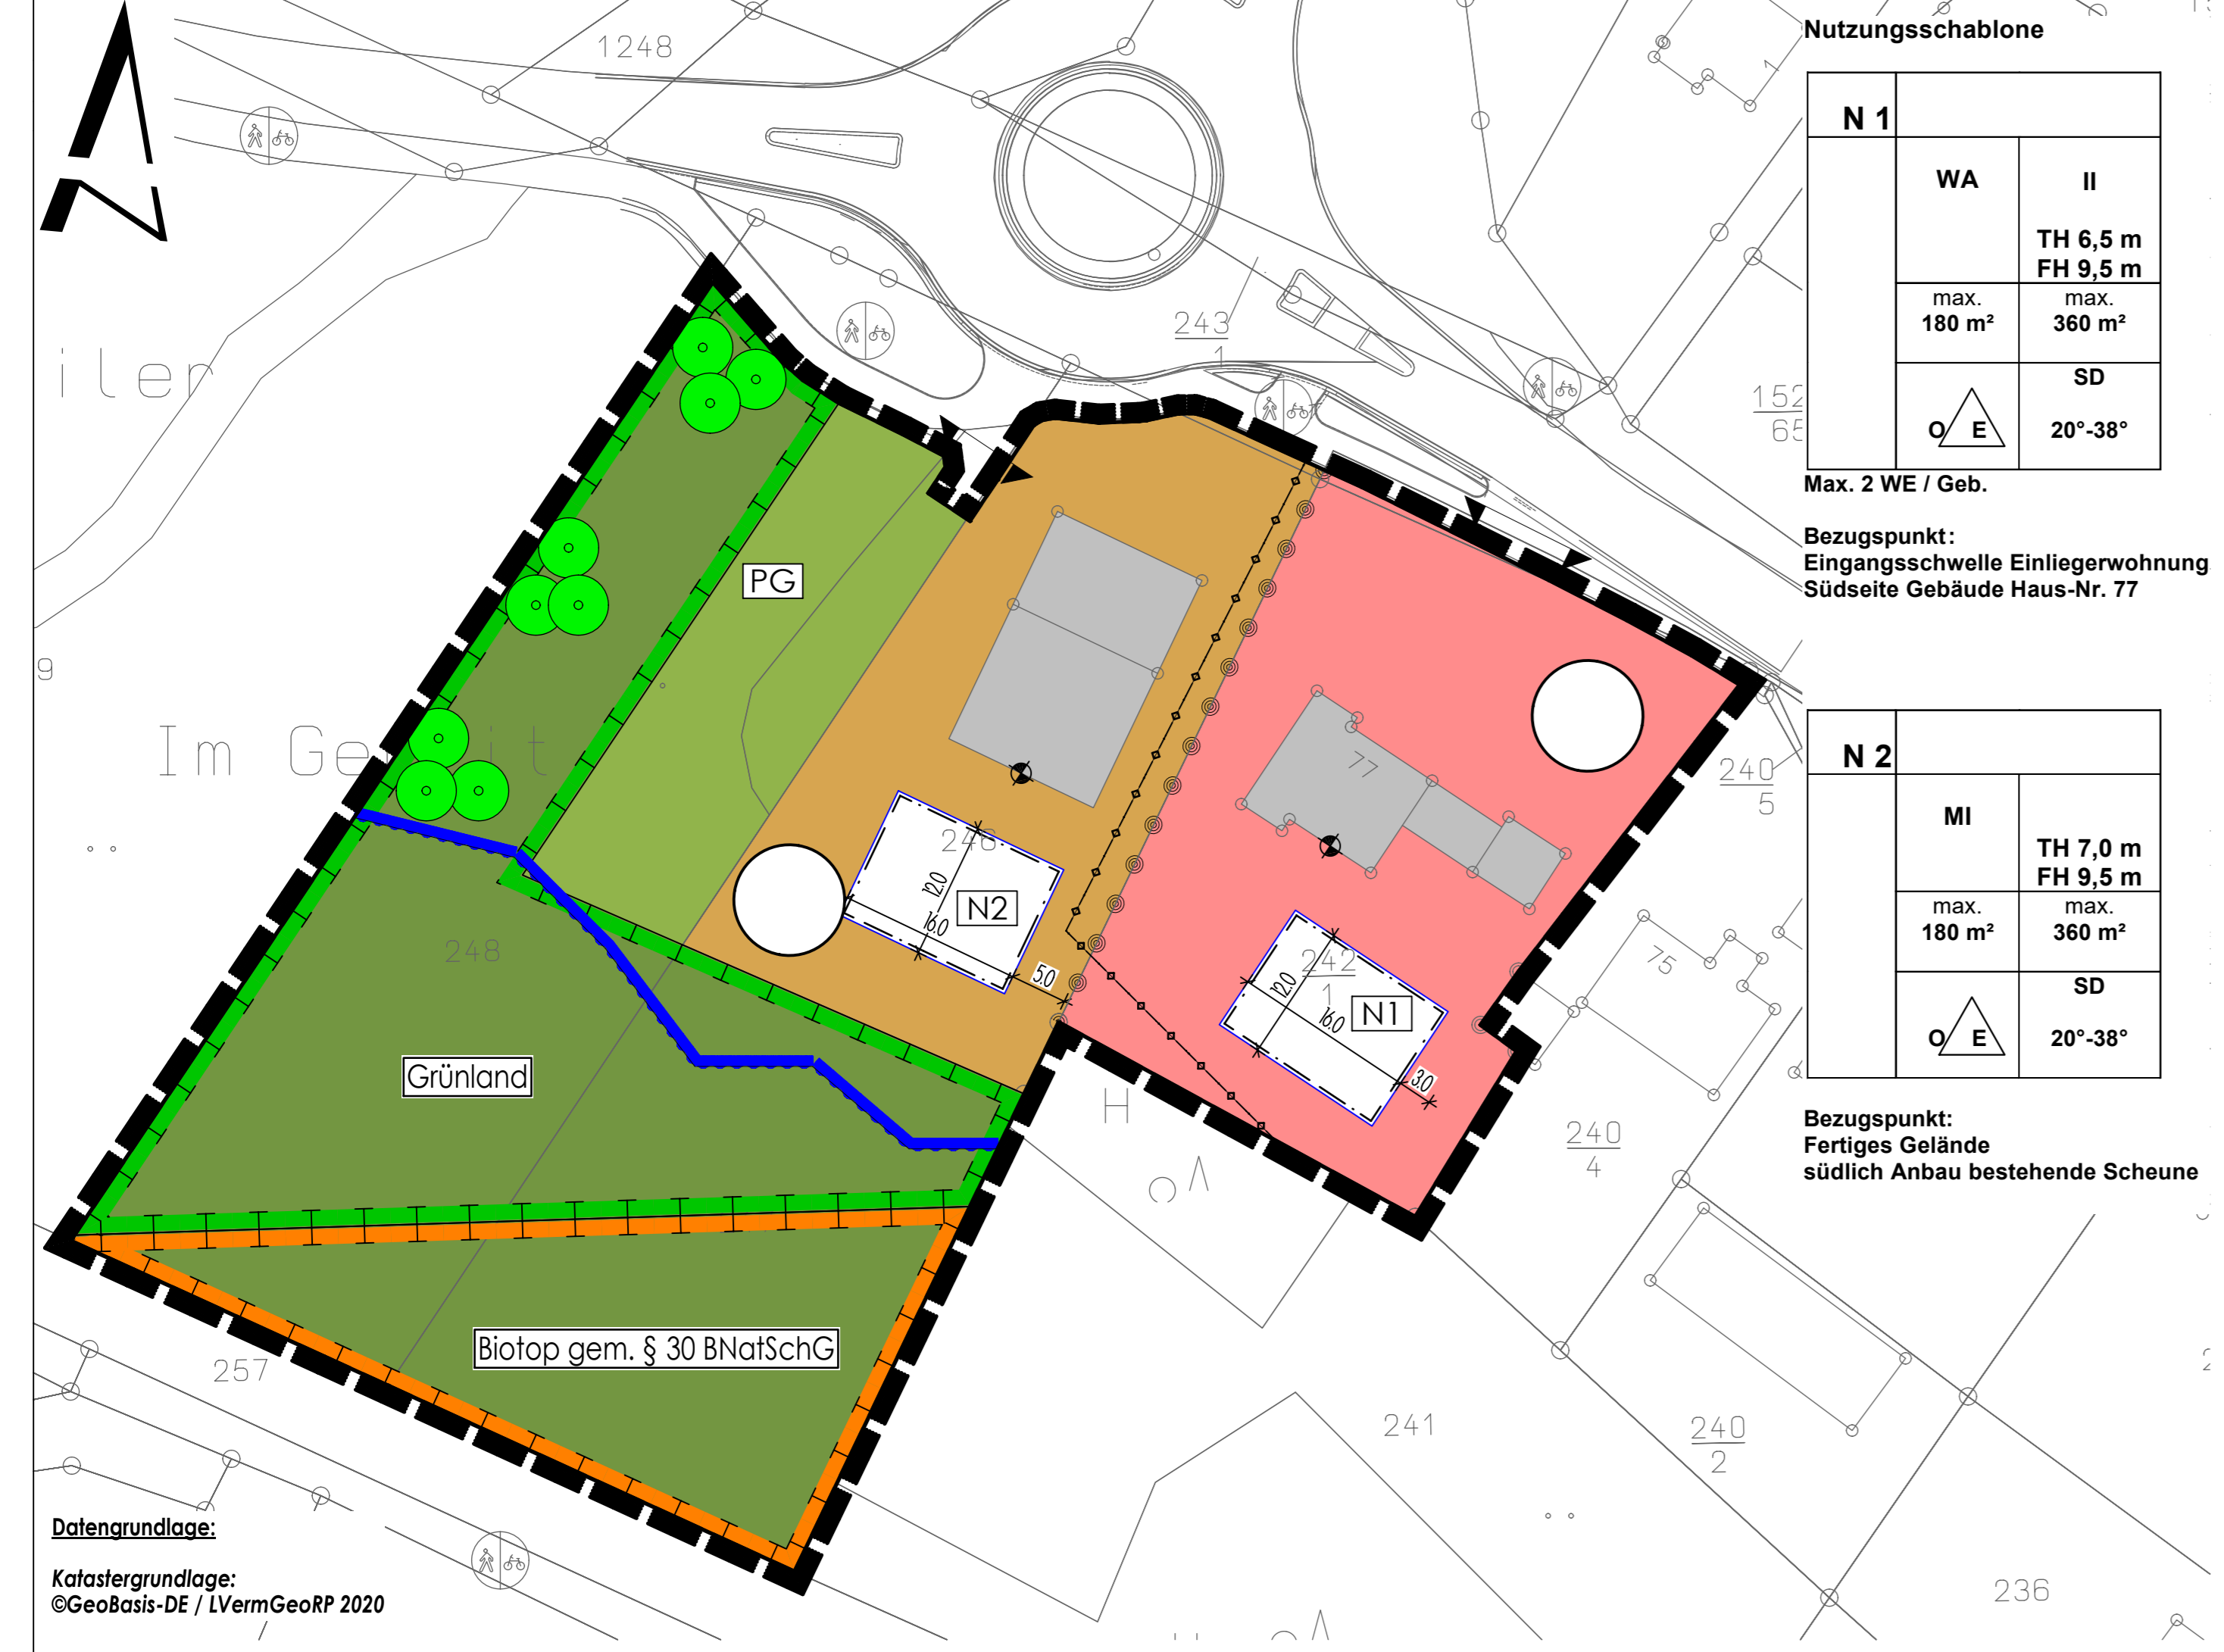 Nutzungsschablone
N 1
WA
II
TH 6,5 m
FH 9,5 m
max.
180 m²
max.
360 m²
O E
SD
20°-38°
Max. 2 WE / Geb.
Bezugspunkt:
Eingangsschwelle Einliegerwohnung
Südseite Gebäude Haus-Nr. 77
N 2
MI
TH 7,0 m
FH 9,5 m
max.
180 m²
max.
360 m²
O E
SD
20°-38°
Bezugspunkt:
Fertiges Gelände
südlich Anbau bestehende Scheune
1248
243
1
iler
9
PG
77
240
5
246
12.0
16.0
N2
5.0
242
1
12.0
16.0
N1
3.0
75
248
Grünland
H
240
4
Biotop gem. § 30 BNatSchG
257
241
240
2
236
Datengrundlage:
Katastergrundlage:
©GeoBasis-DE / LVermGeoRP 2020